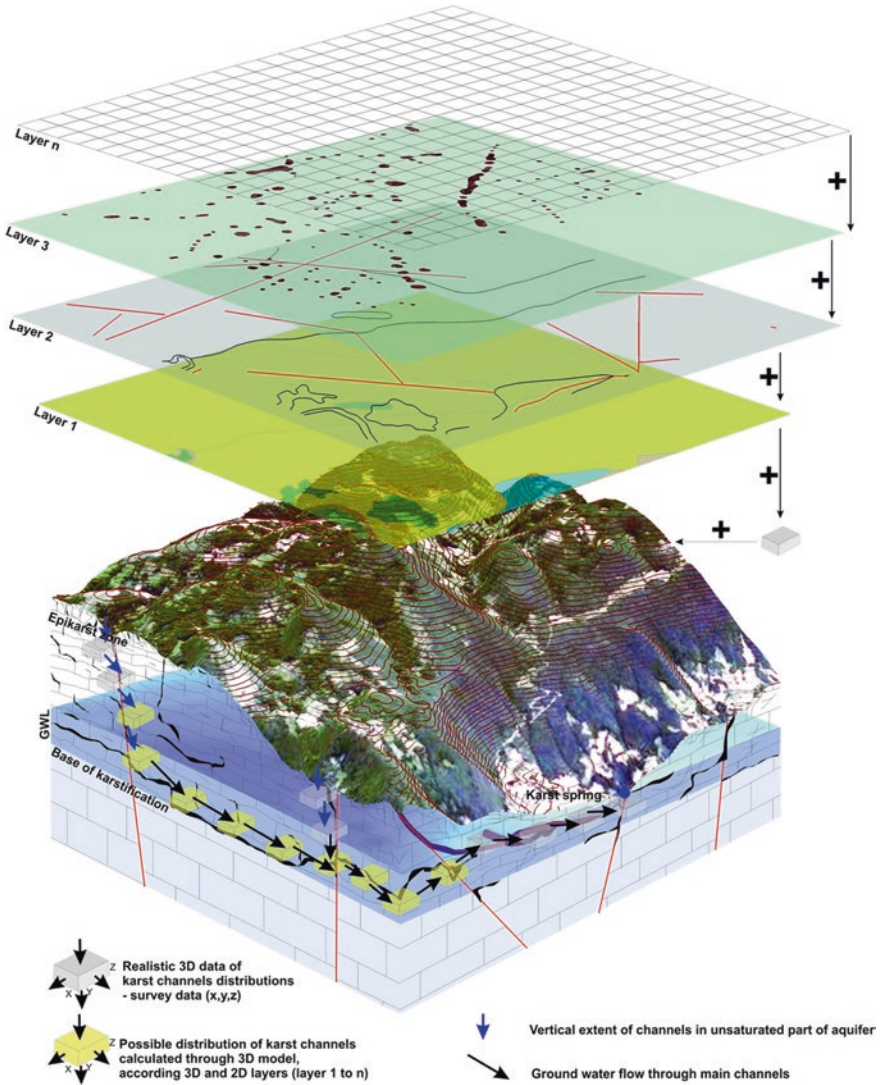 Layer n
Layer 3
Layer 2
Layer 1
+
+
+
+
+
Epikarst zone
GWL
Base of karstification
Karst spring
Z
X Y
Realistic 3D data of
karst channels distributions
- survey data (x,y,z)
Z
X Y
Possible distribution of karst channels
calculated through 3D model,
according 3D and 2D layers (layer 1 to n)
Vertical extent of channels in unsaturated part of aquifer
Ground water flow through main channels